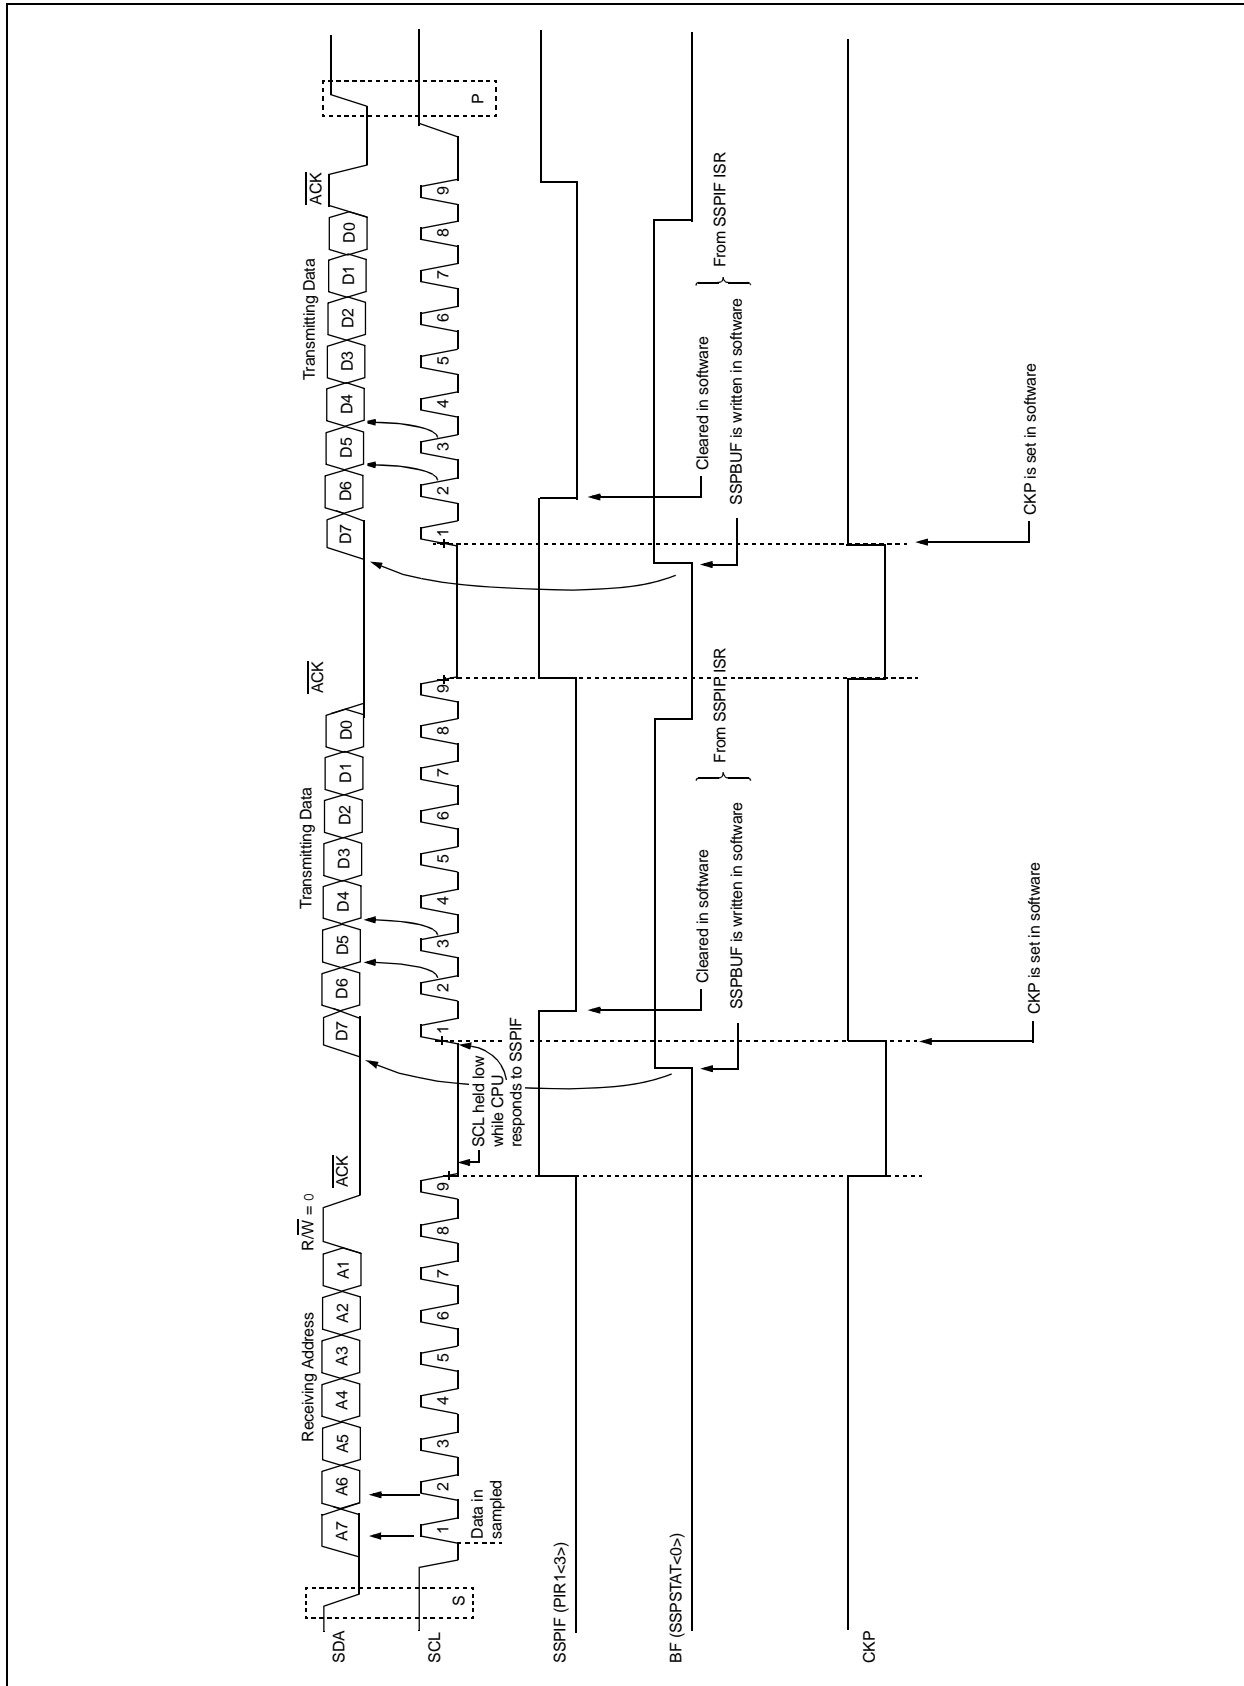 Receiving Address
R/W = 0
ACK
Transmitting Data
ACK
Transmitting Data
ACK
SDA
A7 A6 A5 A4 A3 A2 A1
D7 D6 D5 D4 D3 D2 D1 D0
D7 D6 D5 D4 D3 D2 D1 D0
SCL
1 2 3 4 5 6 7 8 9
1 2 3 4 5 6 7 8 9
1 2 3 4 5 6 7 8 9
S
P
Data in
sampled
SCL held low
while CPU
responds to SSPIF
SSPIF (PIR1<3>)
BF (SSPSTAT<0>)
Cleared in software
SSPBUF is written in software
From SSPIF ISR
Cleared in software
SSPBUF is written in software
From SSPIF ISR
CKP
CKP is set in software
CKP is set in software